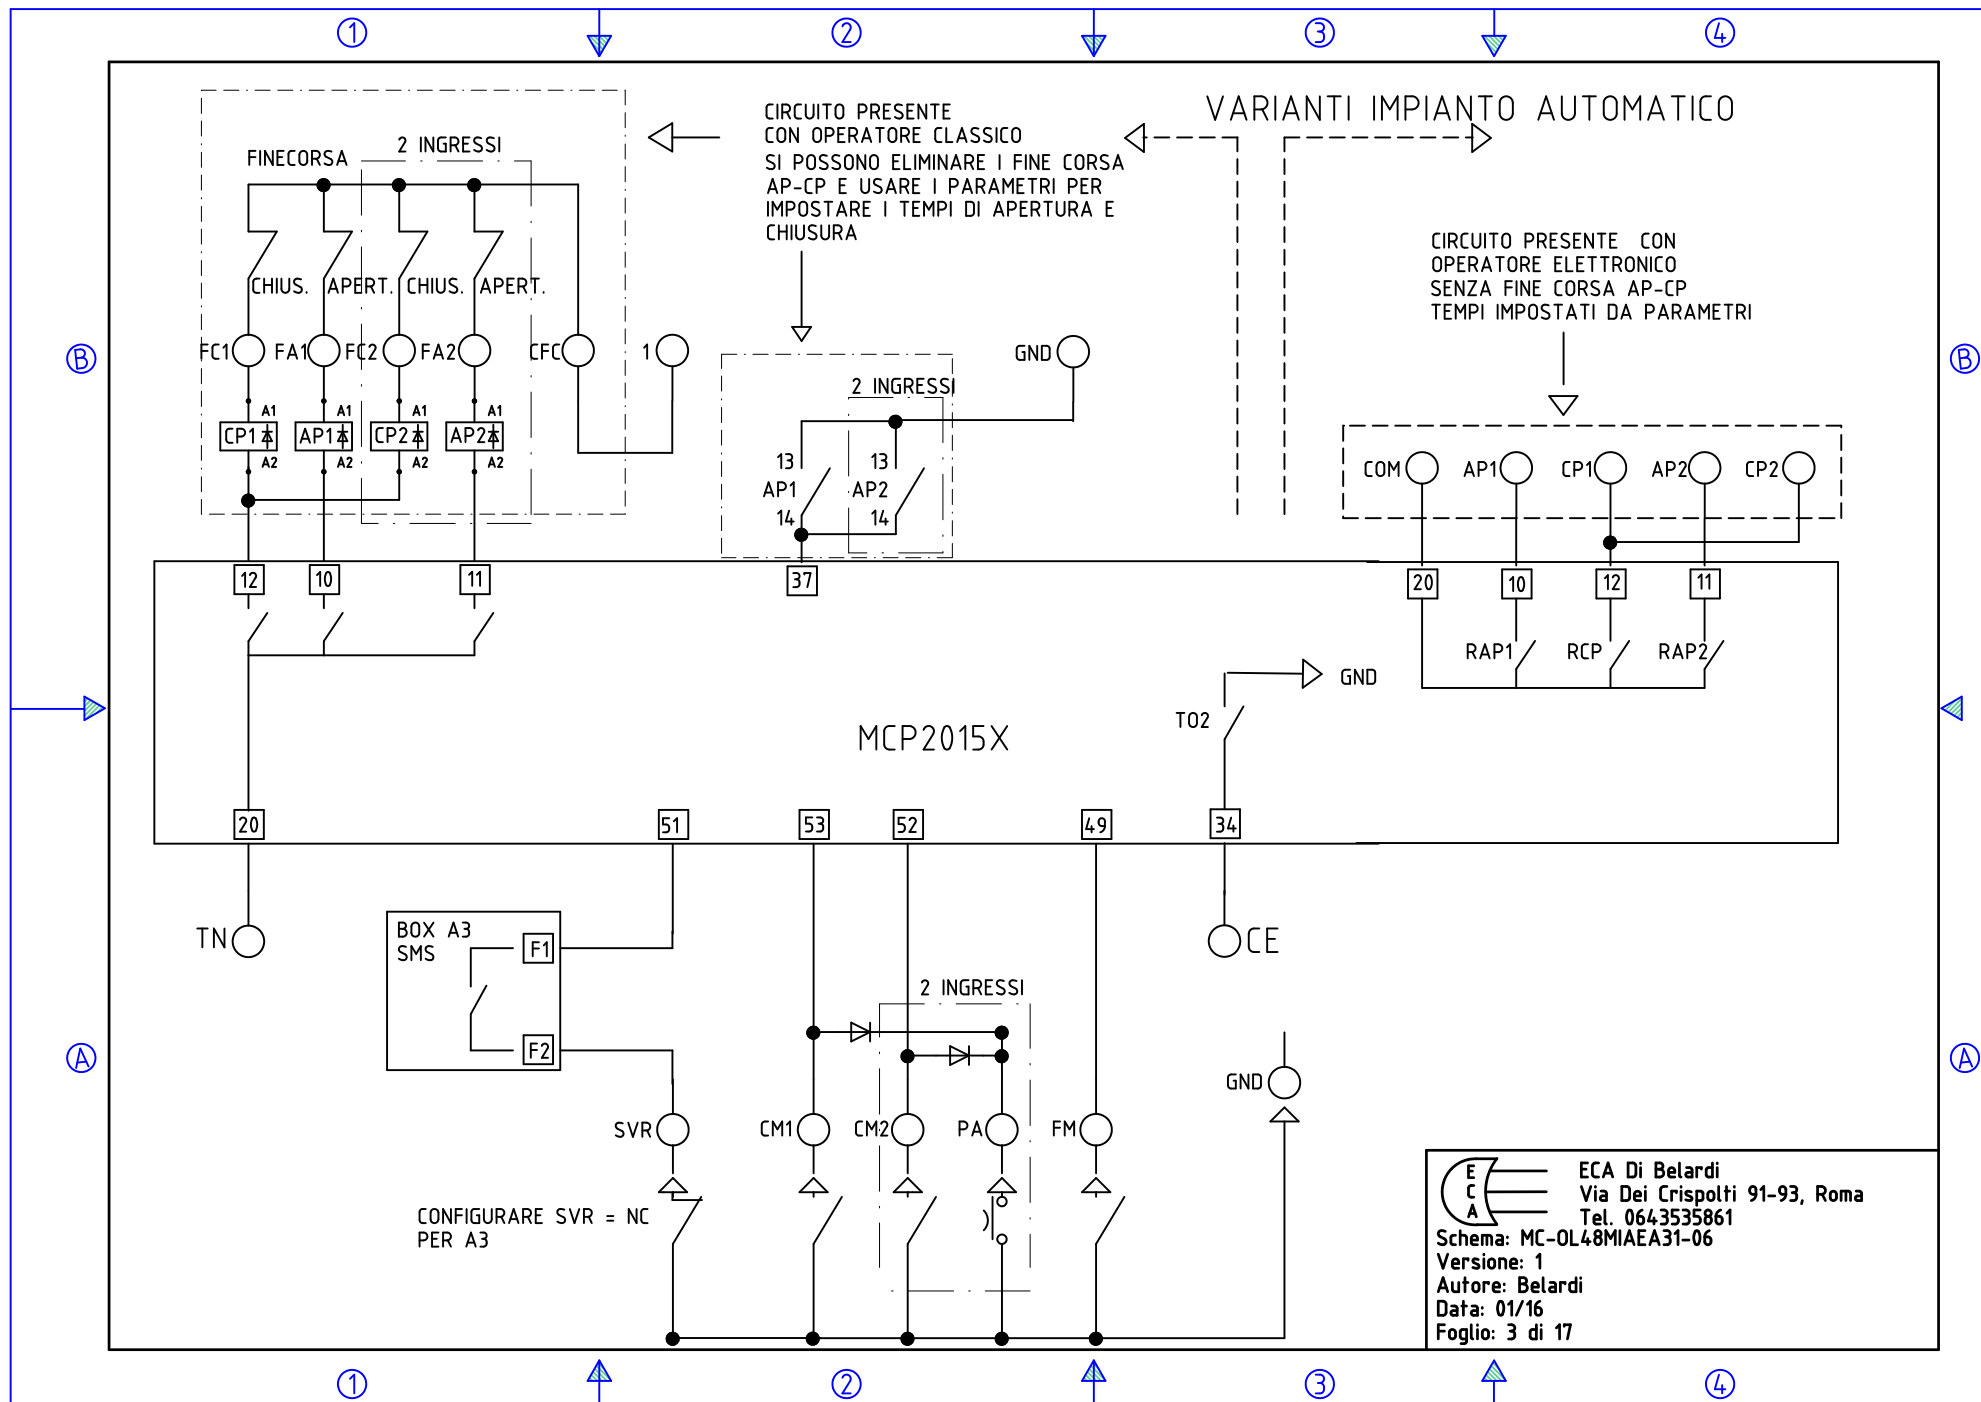 1
2
3
4
VARIANTI IMPIANTO AUTOMATICO
CIRCUITO PRESENTE
CON OPERATORE CLASSICO
SI POSSONO ELIMINARE I FINE CORSA
AP-CP E USARE I PARAMETRI PER
IMPOSTARE I TEMPI DI APERTURA E
CHIUSURA
FINECORSA
2 INGRESSI
CHIUS.
APERT.
CHIUS.
APERT.
CIRCUITO PRESENTE CON
OPERATORE ELETTRONICO
SENZA FINE CORSA AP-CP
TEMPI IMPOSTATI DA PARAMETRI
B
B
FC1
FA1
FC2
FA2
CFC
1
GND
2 INGRESSI
A1
A1
A1
A1
CP1
AP1
CP2
AP2
A2
A2
A2
A2
13
13
AP1
AP2
14
14
COM
AP1
CP1
AP2
CP2
12
10
11
37
20
10
12
11
RAP1
RCP
RAP2
GND
TO2
MCP2015X
20
51
53
52
49
34
TN
BOX A3
SMS
F1
F2
CE
2 INGRESSI
A
A
GND
SVR
CM1
CM2
PA
FM
CONFIGURARE SVR = NC
PER A3
E
C
A
ECA Di Belardi
Via Dei Crispolti 91-93, Roma
Tel. 0643535861
Schema: MC-OL48MIAEA31-06
Versione: 1
Autore: Belardi
Data: 01/16
Foglio: 3 di 17
1
2
3
4